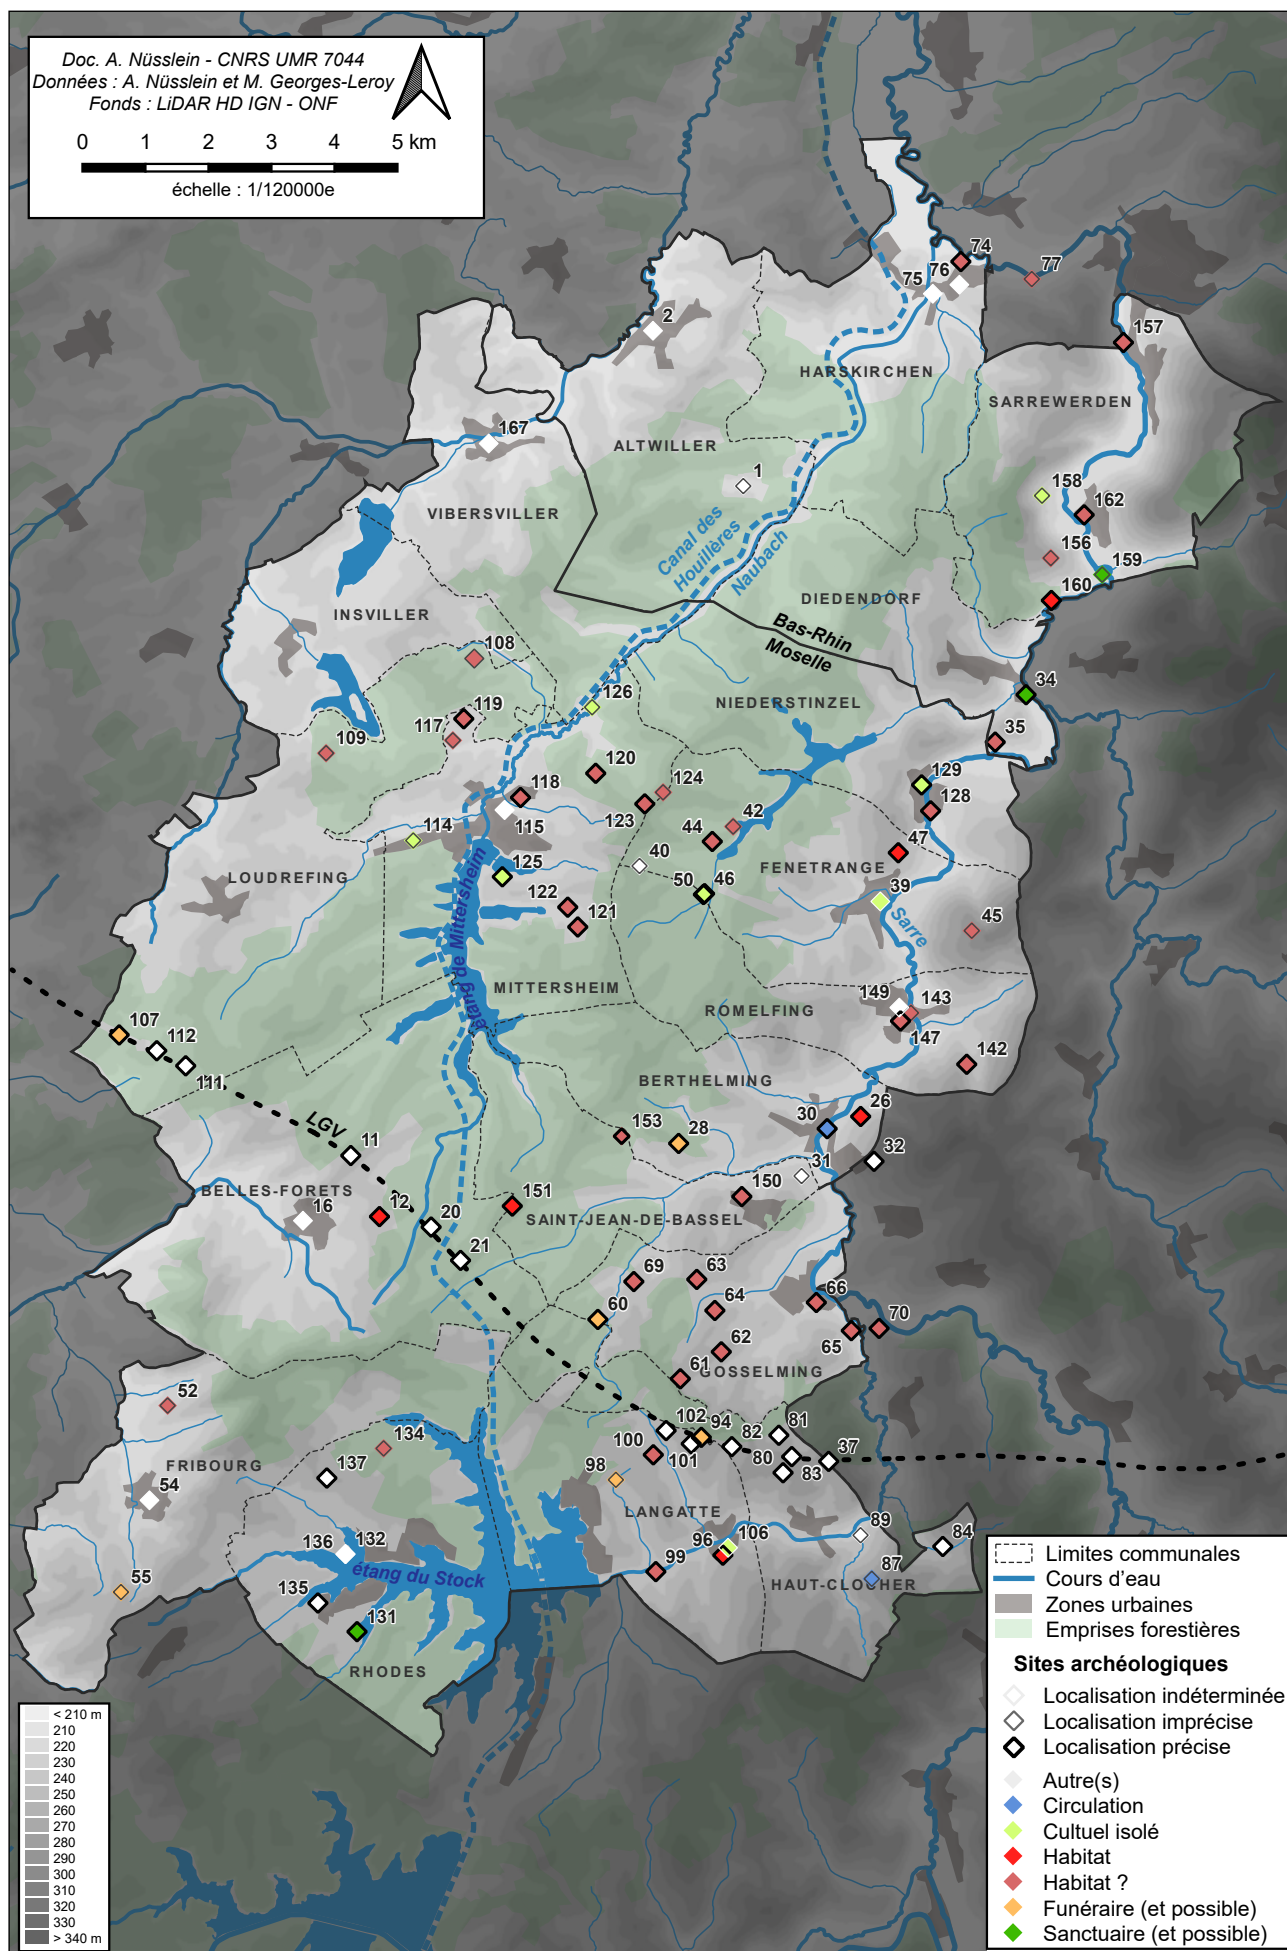 Doc. A. Nüsslein - CNRS UMR 7044
Données : A. Nüsslein et M. Georges-Leroy
Fonds : LiDAR HD IGN - ONF
0 1 2 3 4 5 km
échelle : 1/120000e
74
77
75 76
2
157
HARSKIRCHEN
SARREWERDEN
167
ALTWILLER
1
158
162
VIBERSVILLER
Canal des
Houillères
Naubach
156
159
160
DIEDENDORF
INSVILLER
Bas-Rhin
Moselle
108
126
NIEDERSTINZEL
34
119
117
109
35
120
124
129
118
128
115
123
42
44
47
114
40
FENETRANGE
125
LOUDREFING
50 46
39
122
121
Sarre
45
étang de Mittersheim
MITTERSHEIM
149 143
ROMELFING
147
107
112
111
142
BERTHELMING
LGV
26
30
153
28
11
32
31
BELLES-FORETS
12
151
150
16
20
SAINT-JEAN-DE-BASSEL
21
69
63
60
64
66
70
65
62
61
GOSSELMING
52
102 94
81
82
134
100
101
80
37
FRIBOURG
137
98
83
54
LANGATTE
106
89
84
136 132
96
99
87
HAUT-CLOCHER
étang du Stock
55
135
131
RHODES
Limites communales
Cours d'eau
Zones urbaines
Emprises forestières
Sites archéologiques
Localisation indéterminée
Localisation imprécise
Localisation précise
Autre(s)
Circulation
Cultuel isolé
Habitat
Habitat ?
Funéraire (et possible)
Sanctuaire (et possible)
< 210 m
210
220
230
240
250
260
270
280
290
300
310
320
330
> 340 m